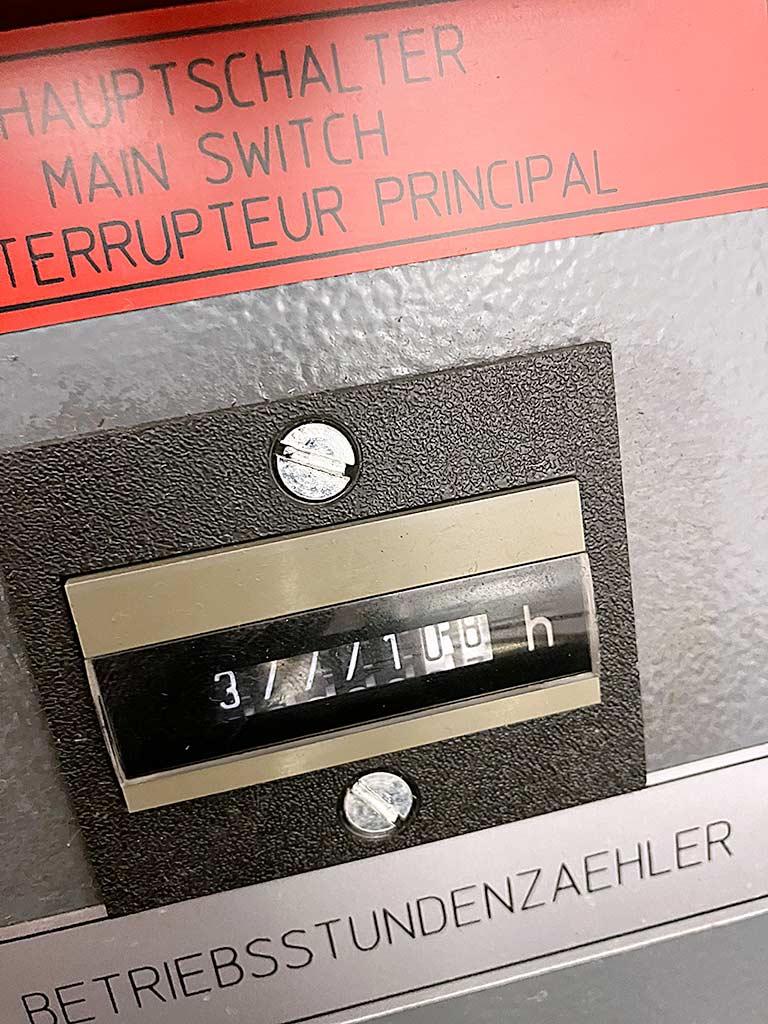 HAUPTSCHALTER
MAIN SWITCH
TERRUPTEUR PRINCIPAL
h
BETRIEBSSTUNDENZAEHLER